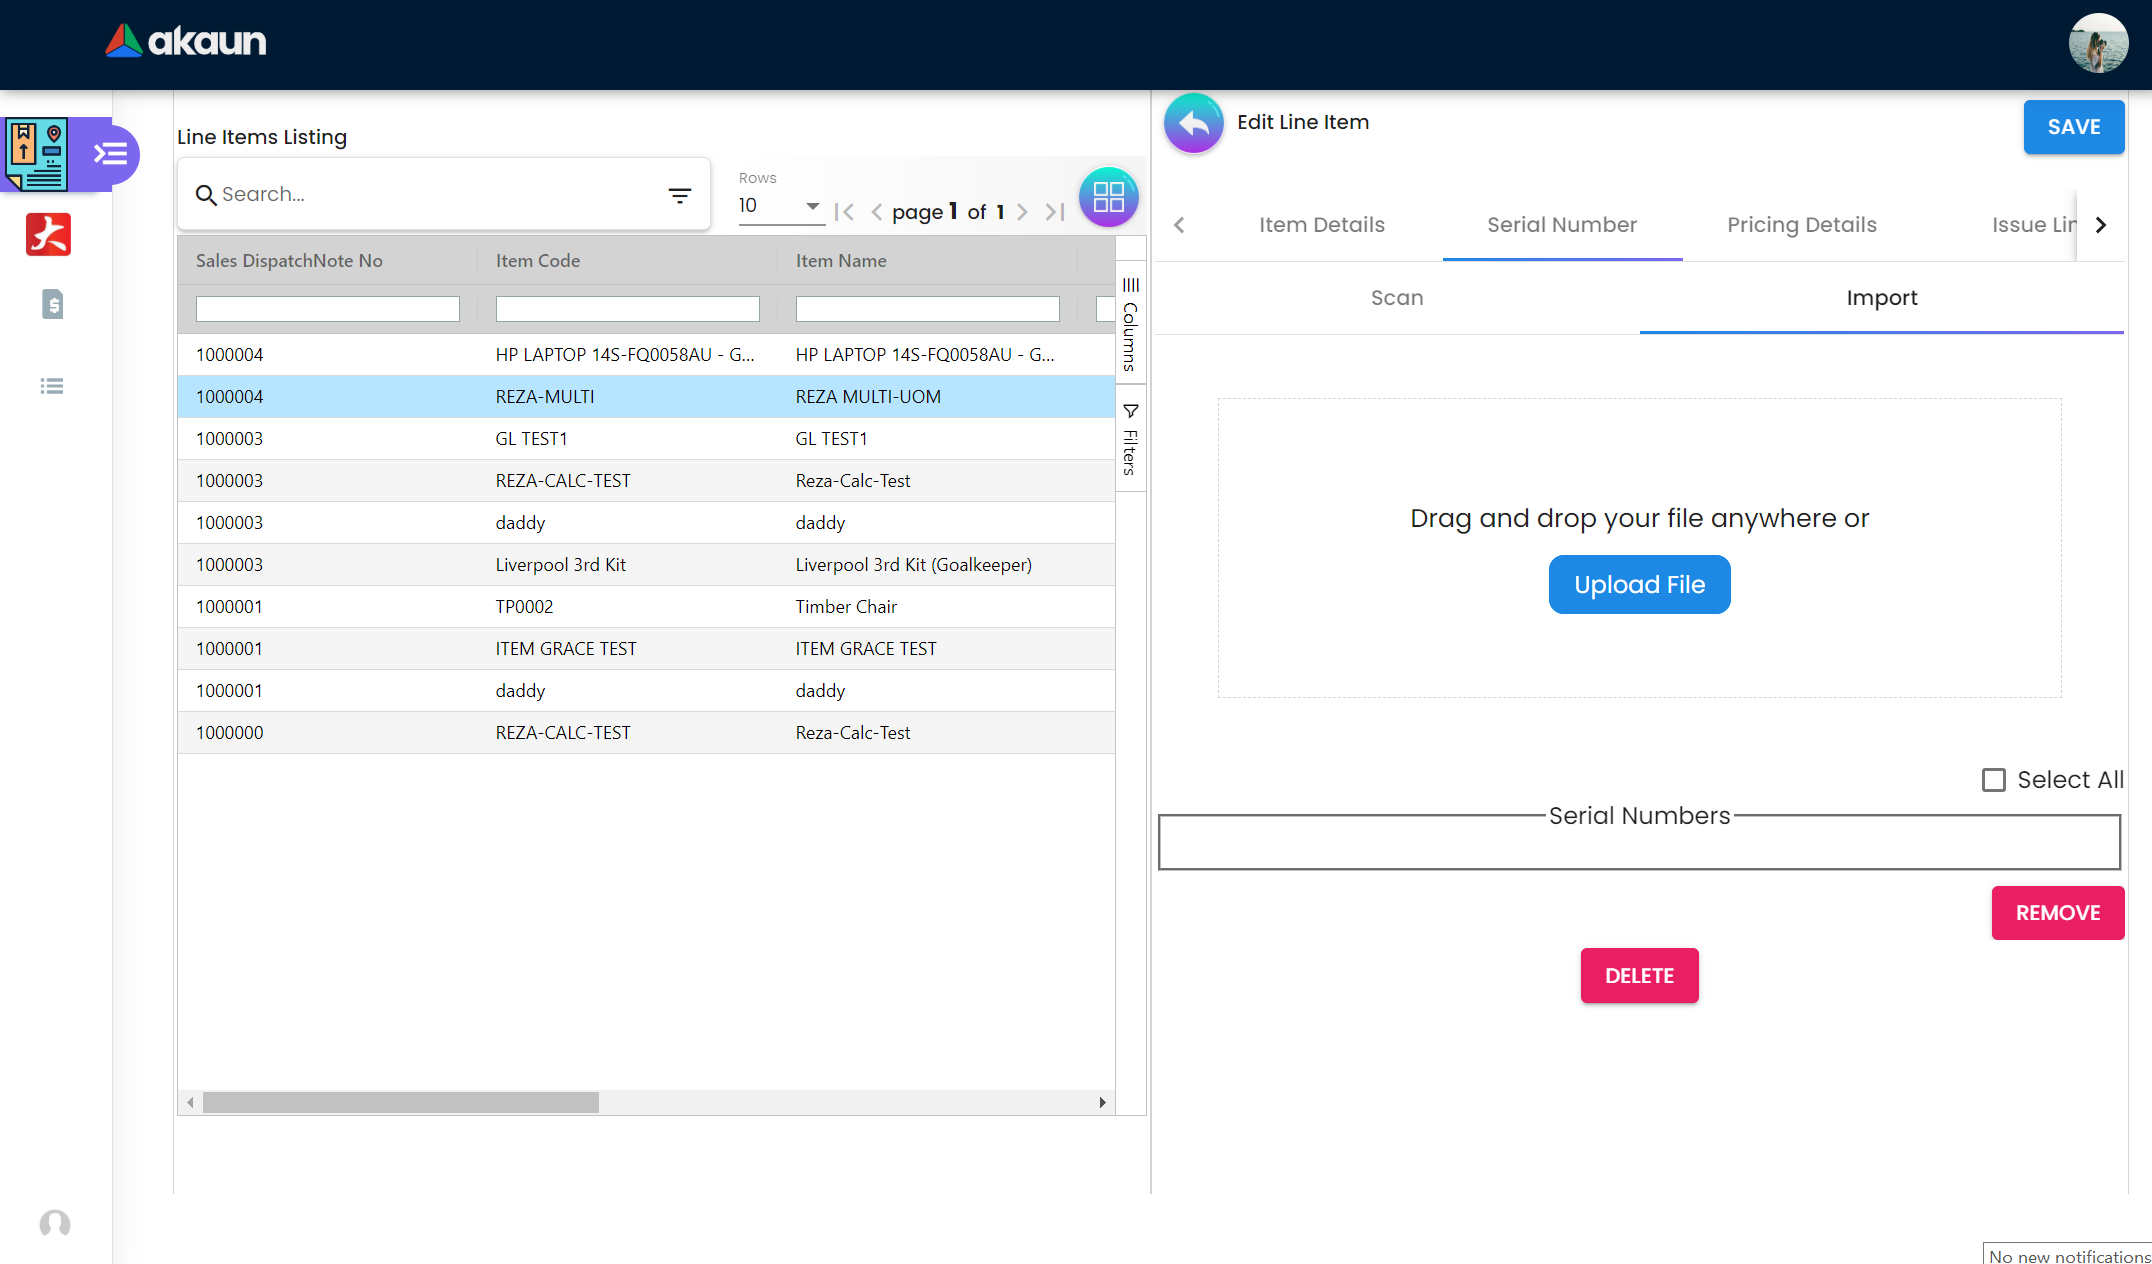 akaun
Line Items Listing
Search...
Rows
10
page 1 of 1
Sales DispatchNote No Item Code Item Name
1000004 HP LAPTOP 14S-FQ0058AU - G... HP LAPTOP 14S-FQ0058AU - G...
1000004 REZA-MULTI REZA MULTI-UOM
1000003 GL TEST1 GL TEST1
1000003 REZA-CALC-TEST Reza-Calc-Test
1000003 daddy daddy
1000003 Liverpool 3rd Kit Liverpool 3rd Kit (Goalkeeper)
1000001 TP0002 Timber Chair
1000001 ITEM GRACE TEST ITEM GRACE TEST
1000001 daddy daddy
1000000 REZA-CALC-TEST Reza-Calc-Test
Columns
Filters
Edit Line Item
SAVE
Item Details Serial Number Pricing Details Issue Lin
Scan Import
Drag and drop your file anywhere or
Upload File
Select All
Serial Numbers
REMOVE
DELETE
No new notifications